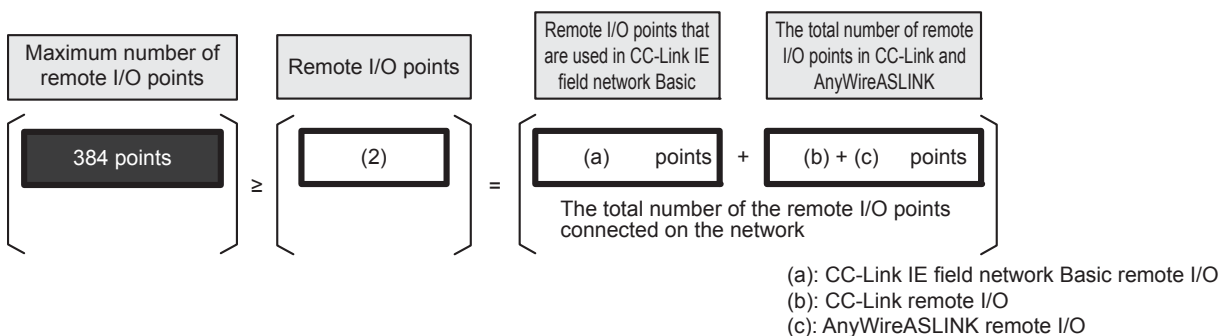 Maximum number of
remote I/O points
Remote I/O points
Remote I/O points that
are used in CC-Link IE
field network Basic
The total number of remote
I/O points in CC-Link and
AnyWireASLINK
384 points
≥
(2)
=
(a) points
+
(b) + (c) points
The total number of the remote I/O points
connected on the network
(a): CC-Link IE field network Basic remote I/O
(b): CC-Link remote I/O
(c): AnyWireASLINK remote I/O